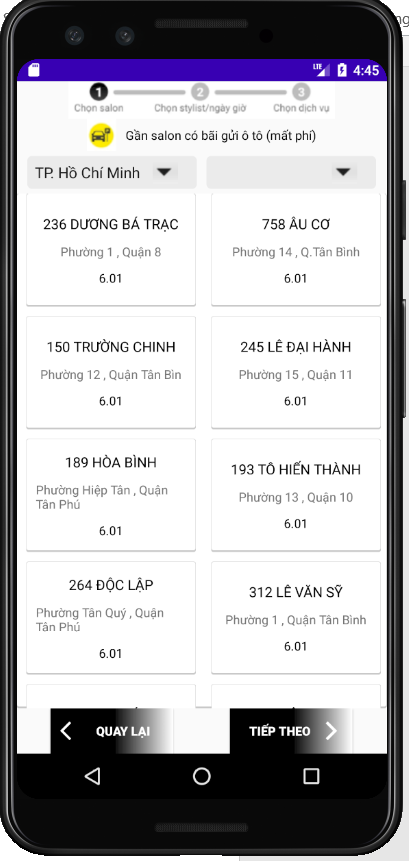 LTE 4:45
1 2 3
Chọn salon Chọn stylist/ngày giờ Chọn dịch vụ
Gần salon có bãi gửi ô tô (mất phí)
TP. Hồ Chí Minh
236 DƯƠNG BÁ TRẠC
Phường 1 , Quận 8
6.01
758 ÂU CƠ
Phường 14 , Q.Tân Bình
6.01
150 TRƯỜNG CHINH
Phường 12 , Quận Tân Bìn
6.01
245 LÊ ĐẠI HÀNH
Phường 15 , Quận 11
6.01
189 HÒA BÌNH
Phường Hiệp Tân , Quận
Tân Phú
6.01
193 TÔ HIẾN THÀNH
Phường 13 , Quận 10
6.01
264 ĐỘC LẬP
Phường Tân Quý , Quận
Tân Phú
6.01
312 LÊ VĂN SỸ
Phường 1 , Quận Tân Bình
6.01
QUAY LẠI
TIẾP THEO